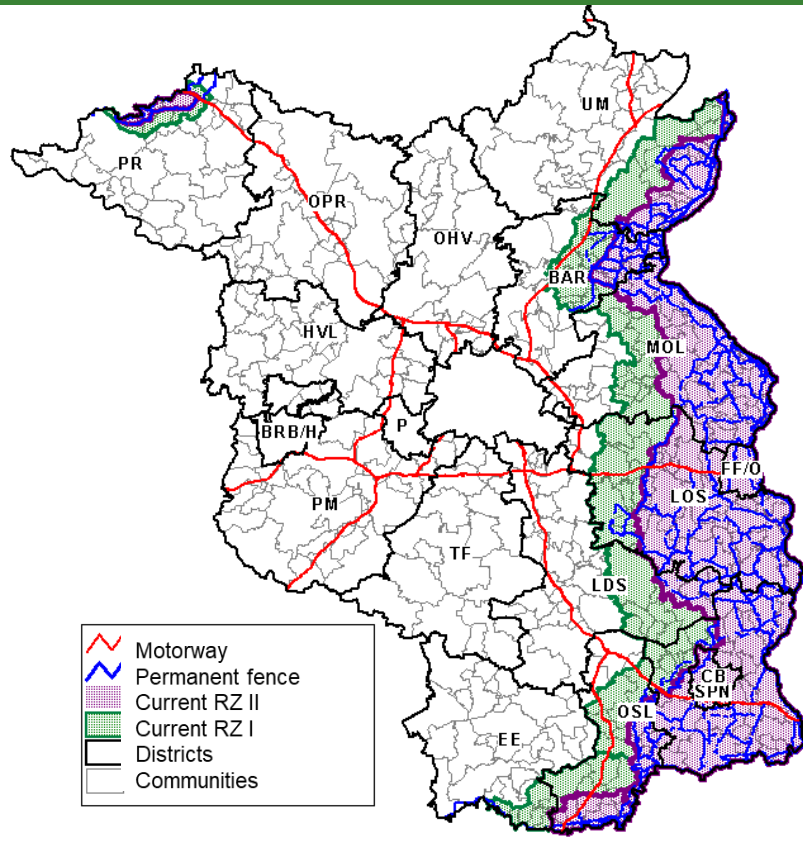 UM
PR
OPR
OHV
BAR
HVL
MOL
P
BRB/H
FF/O
LOS
PM
TF
LDS
CB
SPN
OSL
EE
Motorway
Permanent fence
Current RZ II
Current RZ I
Districts
Communities